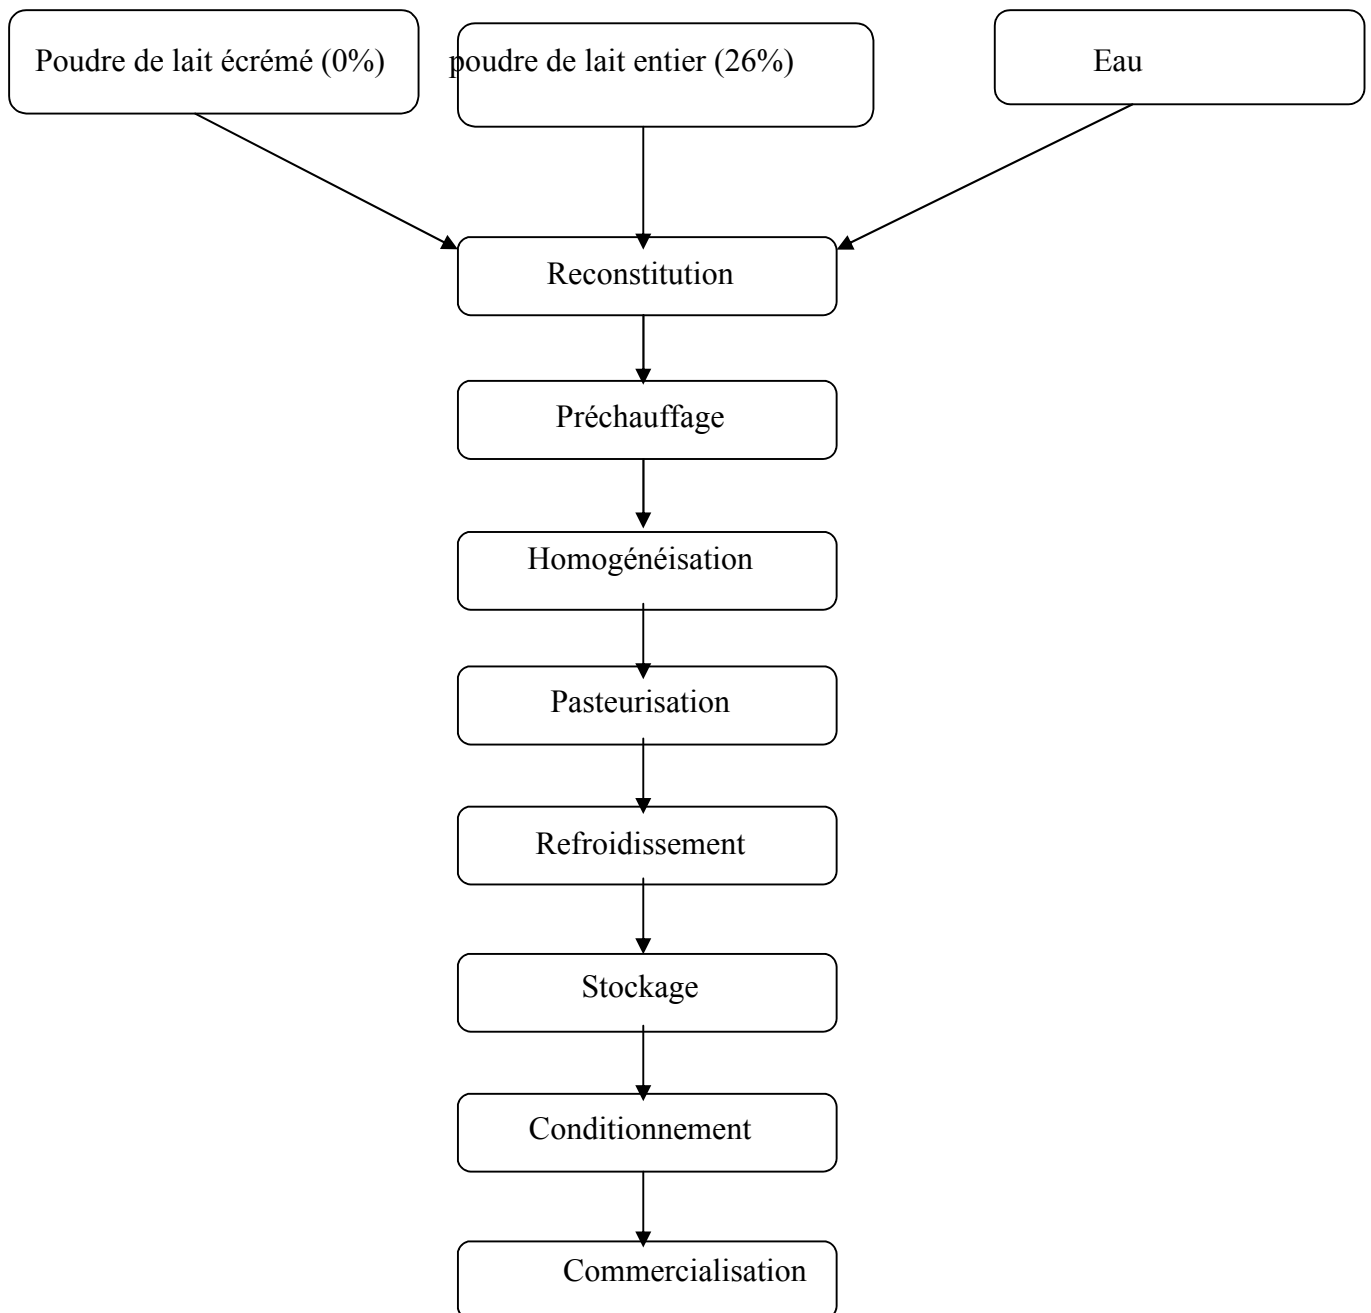 Poudre de lait écrémé (0%)
poudre de lait entier (26%)
Eau
Reconstitution
Préchauffage
Homogénéisation
Pasteurisation
Refroidissement
Stockage
Conditionnement
Commercialisation